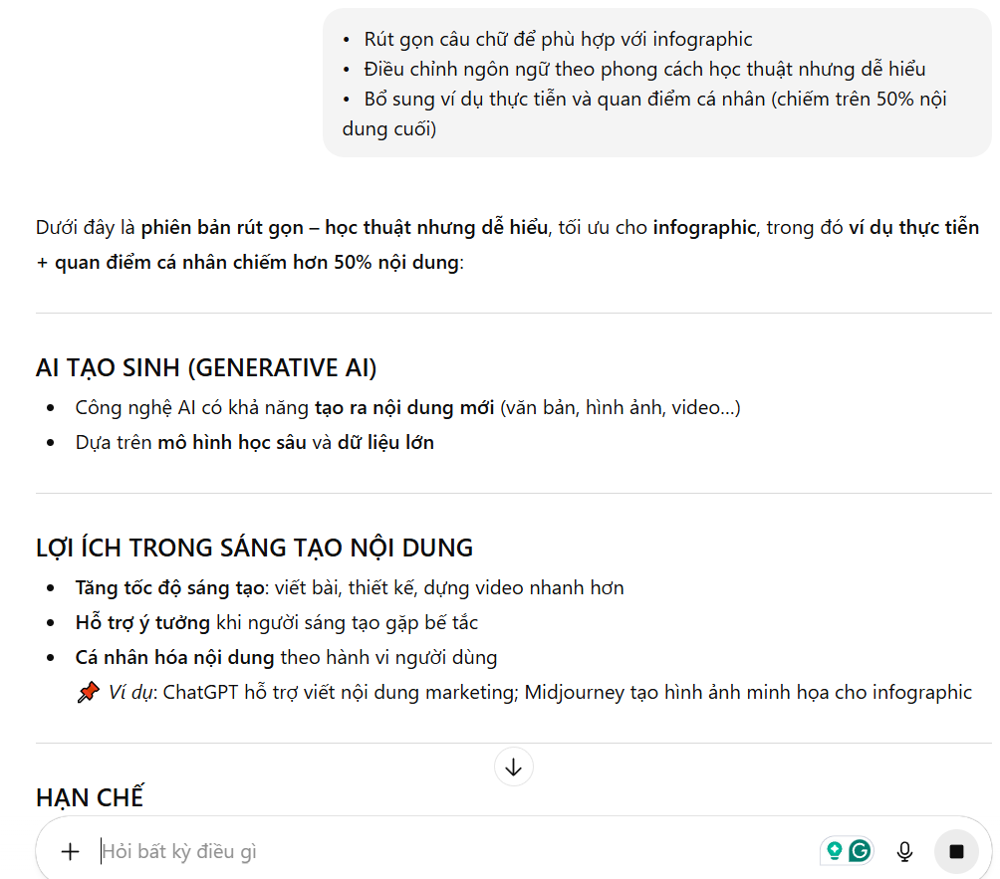 • Rút gọn câu chữ để phù hợp với infographic
• Điều chỉnh ngôn ngữ theo phong cách học thuật nhưng dễ hiểu
• Bổ sung ví dụ thực tiễn và quan điểm cá nhân (chiếm trên 50% nội
dung cuối)
Dưới đây là phiên bản rút gọn – học thuật nhưng dễ hiểu, tối ưu cho infographic, trong đó ví dụ thực tiễn
+ quan điểm cá nhân chiếm hơn 50% nội dung:
AI TẠO SINH (GENERATIVE AI)
• Công nghệ AI có khả năng tạo ra nội dung mới (văn bản, hình ảnh, video…)
• Dựa trên mô hình học sâu và dữ liệu lớn
LỢI ÍCH TRONG SÁNG TẠO NỘI DUNG
• Tăng tốc độ sáng tạo: viết bài, thiết kế, dựng video nhanh hơn
• Hỗ trợ ý tưởng khi người sáng tạo gặp bế tắc
• Cá nhân hóa nội dung theo hành vi người dùng
📌 Ví dụ: ChatGPT hỗ trợ viết nội dung marketing; Midjourney tạo hình ảnh minh họa cho infographic
HẠN CHẾ
Hỏi bất kỳ điều gì